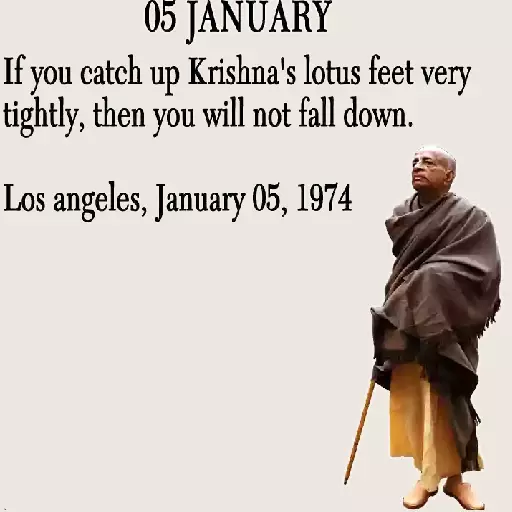 05 JANUARY
If you catch up Krishna's lotus feet very
tightly, then you will not fall down.
Los angeles, January 05, 1974